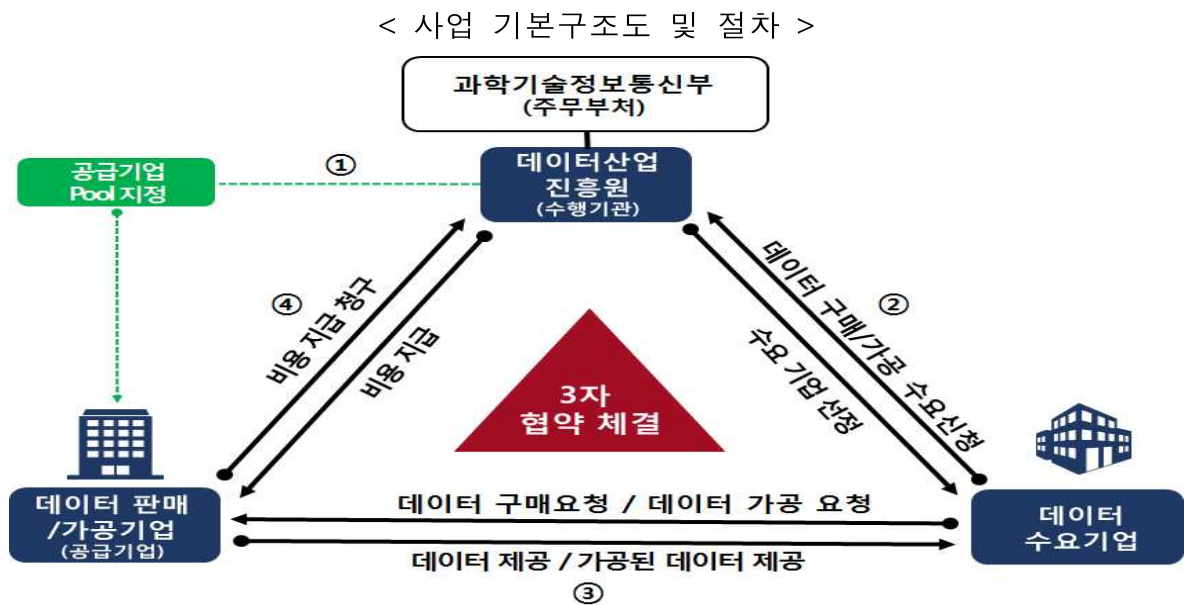 < 사업 기본구조도 및 절차 >
과학기술정보통신부
(주무부처)
공급기업
Pool 지정
①
데이터산업
진흥원
(수행기관)
④
비용 지급 청구
비용 지급
②
데이터 구매/가공 수요신청
수요 기업 선정
3자
협약 체결
데이터 판매
/가공기업
(공급기업)
데이터 구매요청 / 데이터 가공 요청
데이터 제공 / 가공된 데이터 제공
③
데이터
수요기업